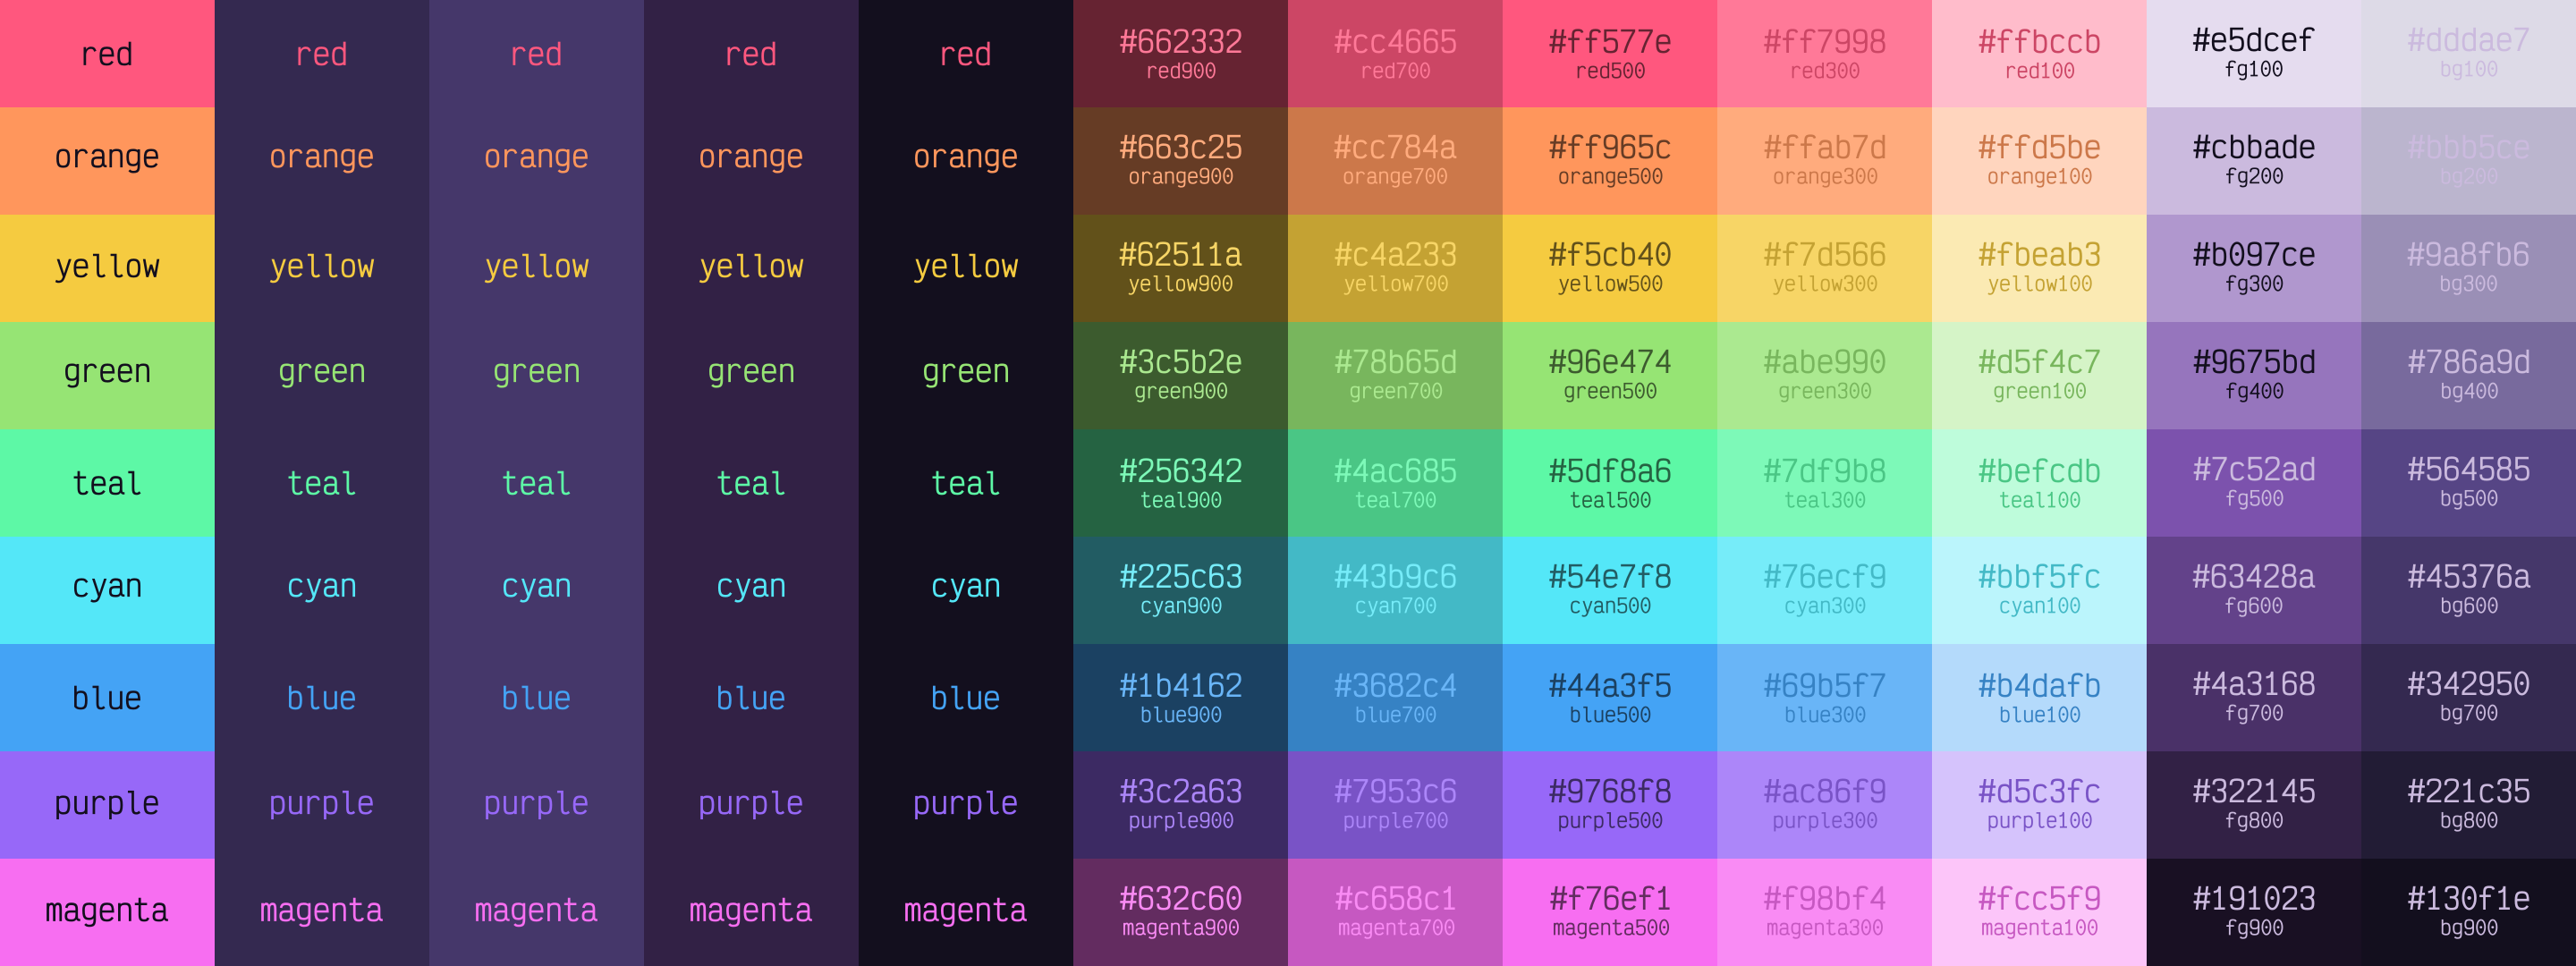 red red red red red #662332 #cc4665 #ff577e #ff7998 #ffbccb #e5dcef #dddae7
red900 red700 red500 red300 red100 fg100 bg100
orange orange orange orange orange #663c25 #cc784a #ff965c #ffab7d #ffd5be #cbbade #bbb5ce
orange900 orange700 orange500 orange300 orange100 fg200 bg200
yellow yellow yellow yellow yellow #62511a #c4a233 #f5cb40 #f7d566 #fbeab3 #b097ce #9a8fb6
yellow900 yellow700 yellow500 yellow300 yellow100 fg300 bg300
green green green green green #3c5b2e #78b65d #96e474 #abe990 #d5f4c7 #9675bd #786a9d
green900 green700 green500 green300 green100 fg400 bg400
teal teal teal teal teal #256342 #4ac685 #5df8a6 #7df9b8 #befcdb #7c52ad #564585
teal900 teal700 teal500 teal300 teal100 fg500 bg500
cyan cyan cyan cyan cyan #225c63 #43b9c6 #54e7f8 #76ecf9 #bbf5fc #63428a #45376a
cyan900 cyan700 cyan500 cyan300 cyan100 fg600 bg600
blue blue blue blue blue #1b4162 #3682c4 #44a3f5 #69b5f7 #b4dafb #4a3168 #342950
blue900 blue700 blue500 blue300 blue100 fg700 bg700
purple purple purple purple purple #3c2a63 #7953c6 #9768f8 #ac86f9 #d5c3fc #322145 #221c35
purple900 purple700 purple500 purple300 purple100 fg800 bg800
magenta magenta magenta magenta magenta #632c60 #c658c1 #f76ef1 #f98bf4 #fcc5f9 #191023 #130f1e
magenta900 magenta700 magenta500 magenta300 magenta100 fg900 bg900